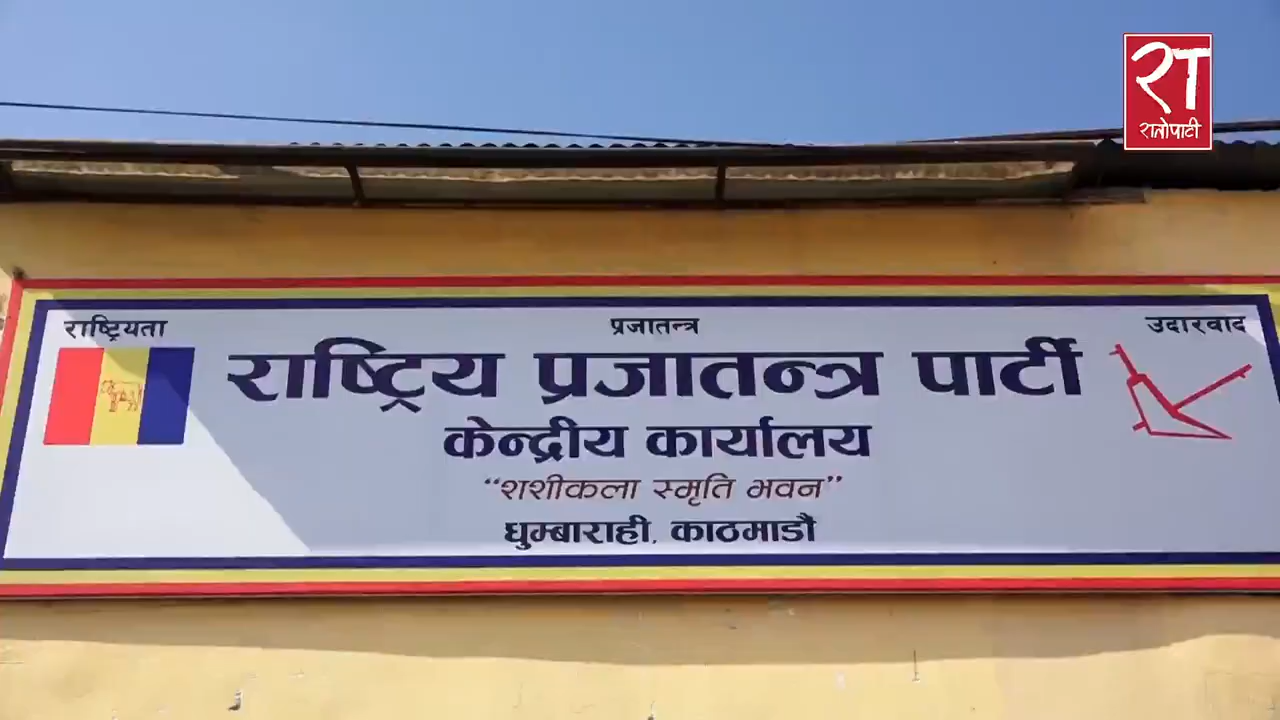 रा
रातोपाटी
राष्ट्रियता प्रजातन्त्र उदारवाद
राष्ट्रिय प्रजातन्त्र पार्टी
केन्द्रीय कार्यालय
“शशीकला स्मृति भवन”
धुम्बाराही, काठमाडौं